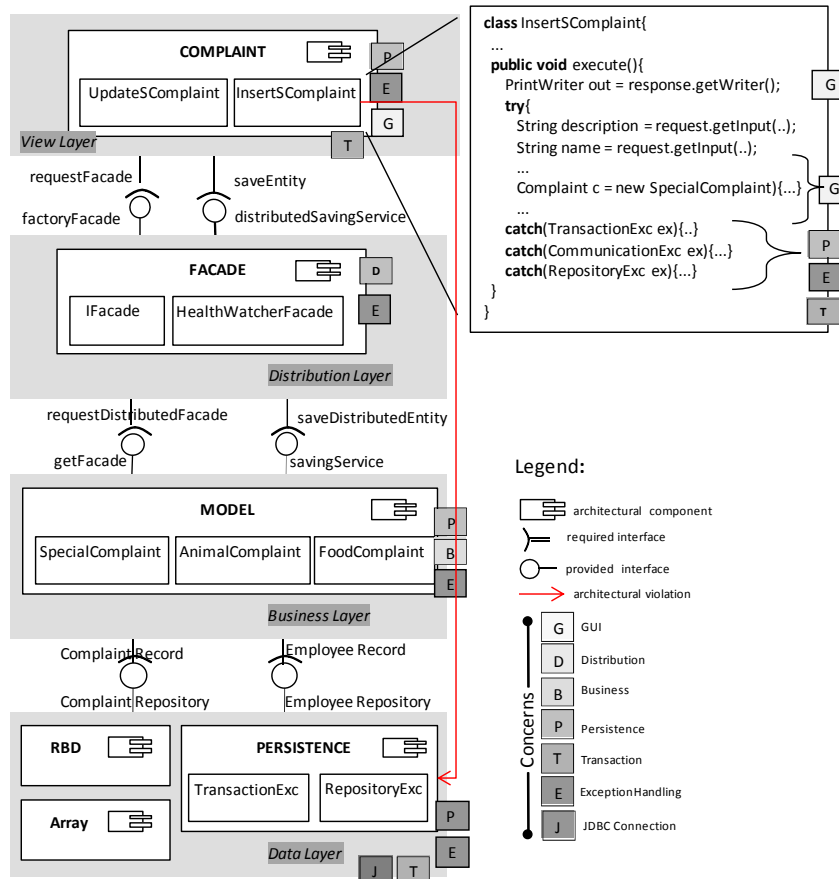 COMPLAINT
P
UpdateSComplaint
InsertSComplaint
E
G
View Layer
T
requestFacade
saveEntity
factoryFacade
distributedSavingService
FACADE
D
IFacade
HealthWatcherFacade
E
Distribution Layer
requestDistributedFacade
saveDistributedEntity
getFacade
savingService
MODEL
P
SpecialComplaint
AnimalComplaint
FoodComplaint
B
E
Business Layer
Complaint Record
Employee Record
Complaint Repository
Employee Repository
RBD
PERSISTENCE
TransactionExc
RepositoryExc
Array
P
Data Layer
E
J
T
class InsertSComplaint{
...
public void execute(){
PrintWriter out = response.getWriter();
G
try{
String description = request.getInput(..);
String name = request.getInput(..);
...
Complaint c = new SpecialComplaint){...}
G
...
catch(TransactionExc ex){..}
P
catch(CommunicationExc ex){...}
catch(RepositoryExc ex){...}
E
}
T
}
Legend:
architectural component
required interface
provided interface
architectural violation
Concerns
G GUI
D Distribution
B Business
P Persistence
T Transaction
E ExceptionHandling
J JDBC Connection